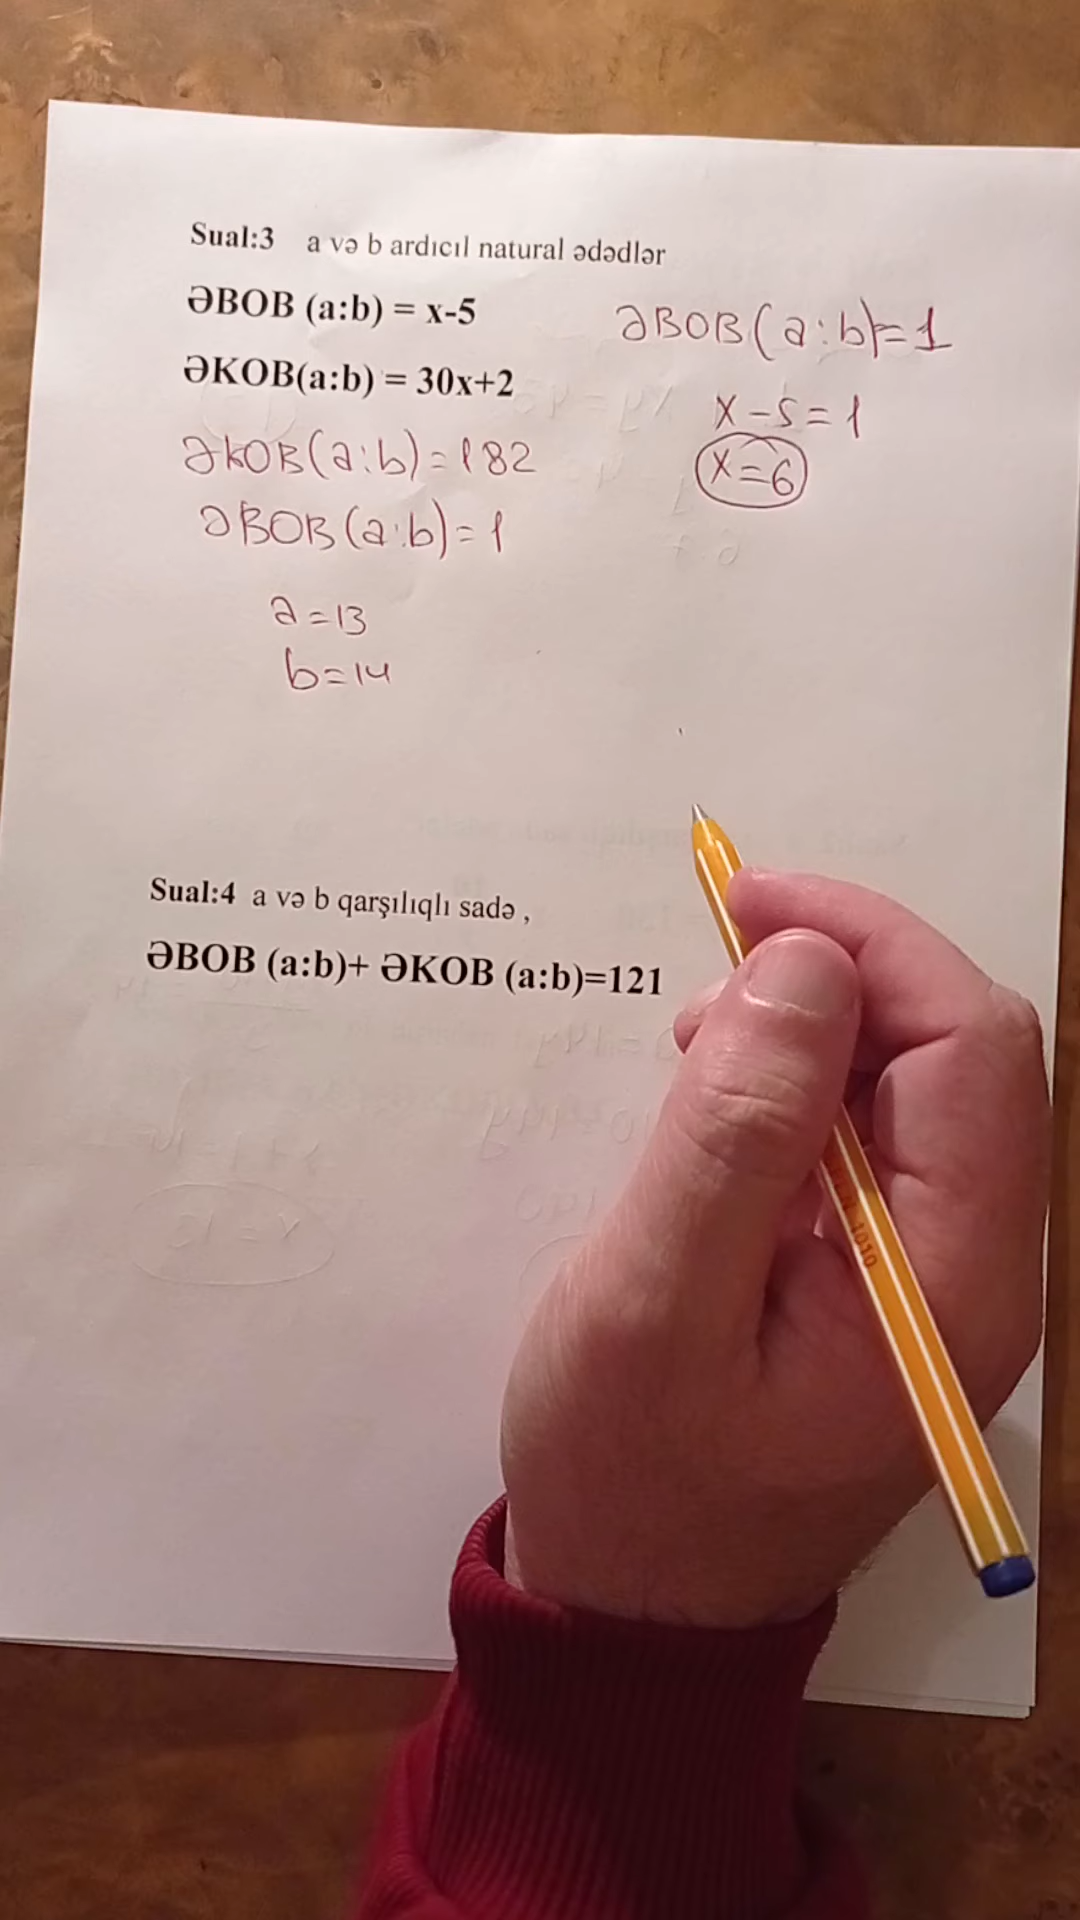 Sual:3 a və b ardıcıl natural ədədlər
ƏBOB (a:b) = x-5
ƏKOB(a:b) = 30x+2
ƏBOB(a:b)=1
x-5=1
x=6
ƏKOB(a:b)=182
ƏBOB(a:b)=1
a=13
b=14
Sual:4 a və b qarşılıqlı sadə ,
ƏBOB (a:b)+ ƏKOB (a:b)=121
1010